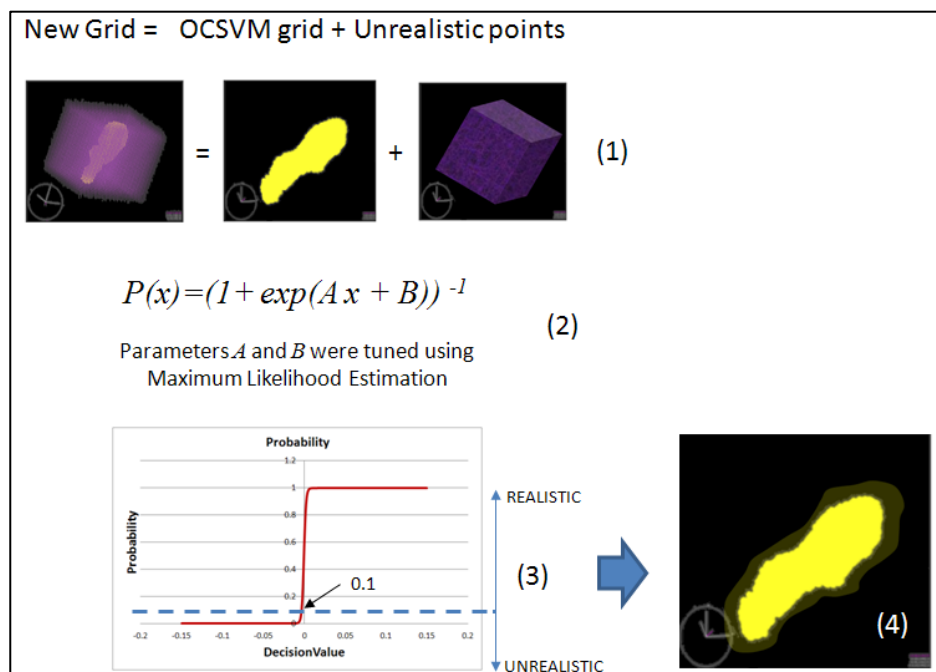 New Grid = OCSVM grid + Unrealistic points
= + (1)
P(x)=(1+ exp(A x + B)) -1
(2)
Parameters A and B were tuned using
Maximum Likelihood Estimation
Probability
1.2
1
0.8
0.6
0.4
0.2
0
Probability
0.1
-0.2 -0.15 -0.1 -0.05 0 0.05 0.1 0.15 0.2
DecisionValue
REALISTIC
(3)
UNREALISTIC
(4)